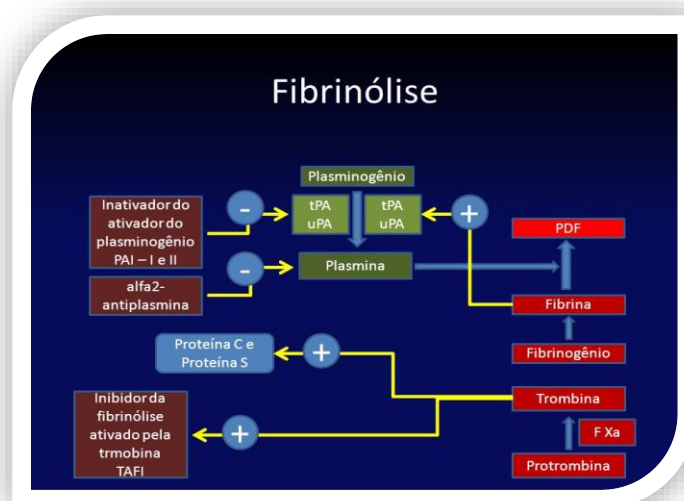 Fibrinólise
Plasminogênio
Inativador do
ativador do
plasminogênio
PAI – I e II
-
tPA
uPA
tPA
uPA
+
PDF
alfa2-
antiplasmina
-
Plasmina
Fibrina
Proteína C e
Proteína S
+
Fibrinogênio
Inibidor da
fibrinólise
ativado pela
trmobina
TAFI
+
Trombina
F Xa
Protrombina